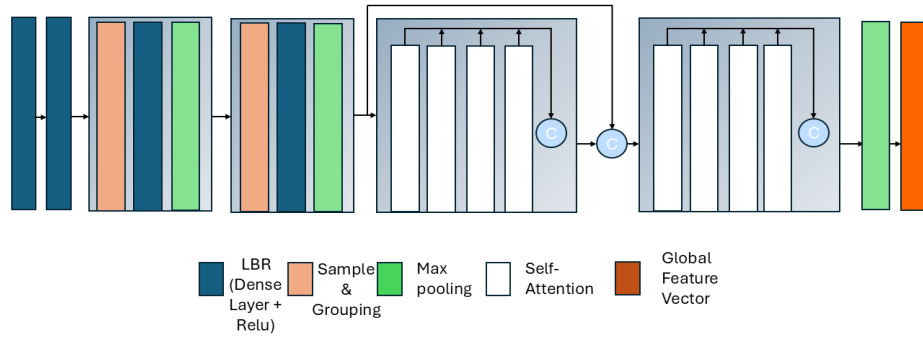 C
C
C
LBR
(Dense
Layer +
Relu)
Sample
&
Grouping
Max
pooling
Self-
Attention
Global
Feature
Vector